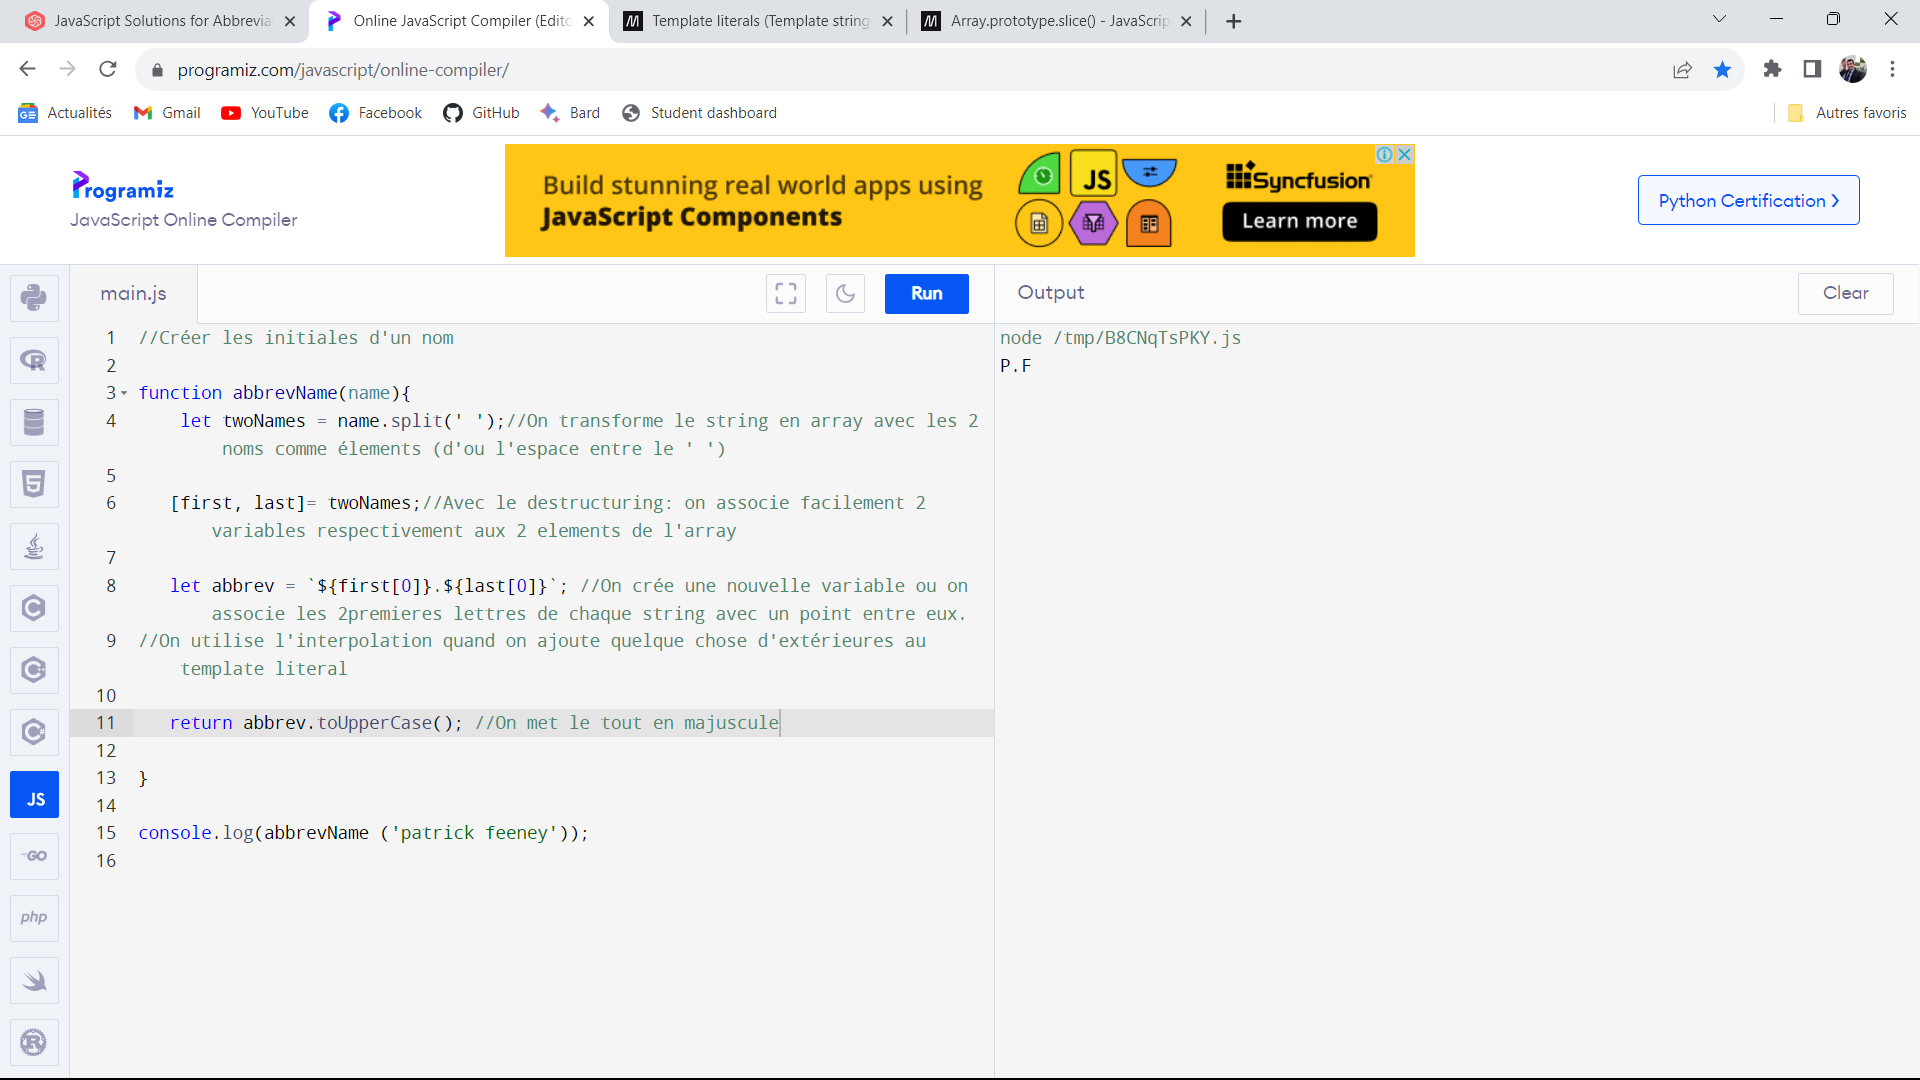 JavaScript Solutions for Abbrevia
Online JavaScript Compiler (Edito
Template literals (Template string
Array.prototype.slice() - JavaScrip
programiz.com/javascript/online-compiler/
Actualités
Gmail
YouTube
Facebook
GitHub
Bard
Student dashboard
Autres favoris
Programiz
JavaScript Online Compiler
Build stunning real world apps using
JavaScript Components
JS
Syncfusion
Learn more
Python Certification >
main.js
Run
Output
Clear
1 //Créer les initiales d'un nom
2
3 function abbrevName(name){
4 let twoNames = name.split(' ');//On transforme le string en array avec les 2
noms comme élements (d'ou l'espace entre le ' ')
5
6 [first, last]= twoNames;//Avec le destructuring: on associe facilement 2
variables respectivement aux 2 elements de l'array
7
8 let abbrev = `${first[0]}.${last[0]}`; //On crée une nouvelle variable ou on
associe les 2premieres lettres de chaque string avec un point entre eux.
9 //On utilise l'interpolation quand on ajoute quelque chose d'extérieures au
template literal
10
11 return abbrev.toUpperCase(); //On met le tout en majuscule
12
13 }
14
15 console.log(abbrevName ('patrick feeney'));
16
node /tmp/B8CNqTsPKY.js
P.F
R
5
C
C
C
JS
GO
php
R